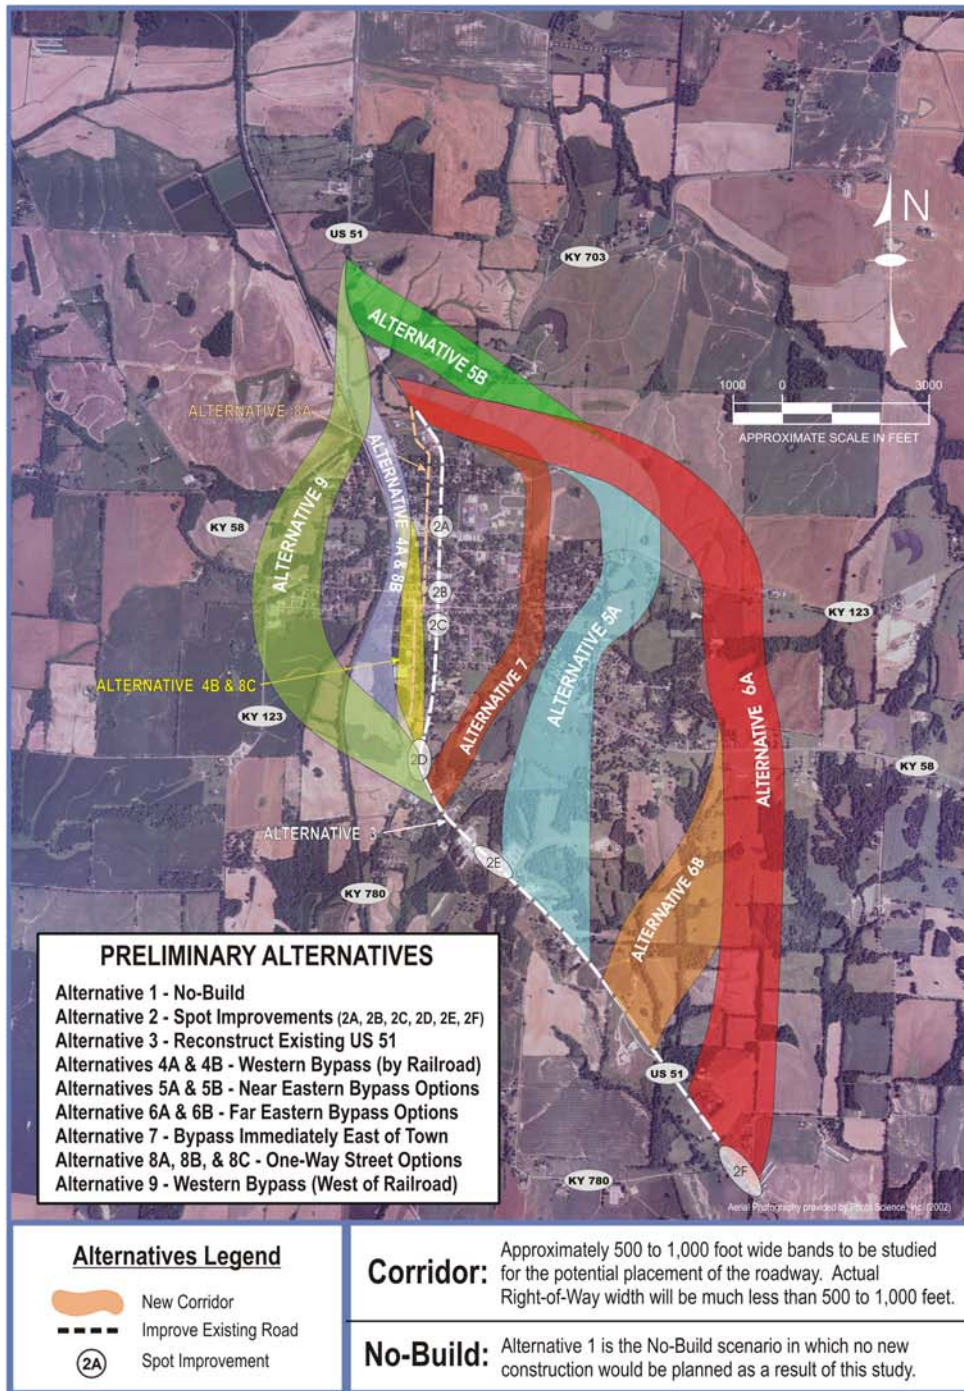 N
US 51
KY 703
ALTERNATIVE 5B
1000 0 3000
APPROXIMATE SCALE IN FEET
ALTERNATIVE 8A
ALTERNATIVE 9
ALTERNATIVE 4A & 8B
KY 58
2A
2B
2C
KY 123
ALTERNATIVE 5A
ALTERNATIVE 7
ALTERNATIVE 6A
ALTERNATIVE 4B & 8C
KY 123
2D
KY 58
ALTERNATIVE 3
2E
ALTERNATIVE 6B
KY 780
US 51
2F
KY 780
Aerial Photography provided by Photo Science, Inc. (2002)
PRELIMINARY ALTERNATIVES
Alternative 1 - No-Build
Alternative 2 - Spot Improvements (2A, 2B, 2C, 2D, 2E, 2F)
Alternative 3 - Reconstruct Existing US 51
Alternatives 4A & 4B - Western Bypass (by Railroad)
Alternatives 5A & 5B - Near Eastern Bypass Options
Alternative 6A & 6B - Far Eastern Bypass Options
Alternative 7 - Bypass Immediately East of Town
Alternative 8A, 8B, & 8C - One-Way Street Options
Alternative 9 - Western Bypass (West of Railroad)
Alternatives Legend
New Corridor
Improve Existing Road
2A Spot Improvement
Corridor: Approximately 500 to 1,000 foot wide bands to be studied
for the potential placement of the roadway. Actual
Right-of-Way width will be much less than 500 to 1,000 feet.
No-Build: Alternative 1 is the No-Build scenario in which no new
construction would be planned as a result of this study.